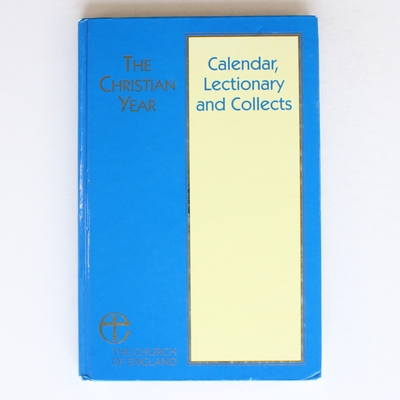 THE
CHRISTIAN
YEAR
Calendar,
Lectionary
and Collects
THE CHURCH
OF ENGLAND